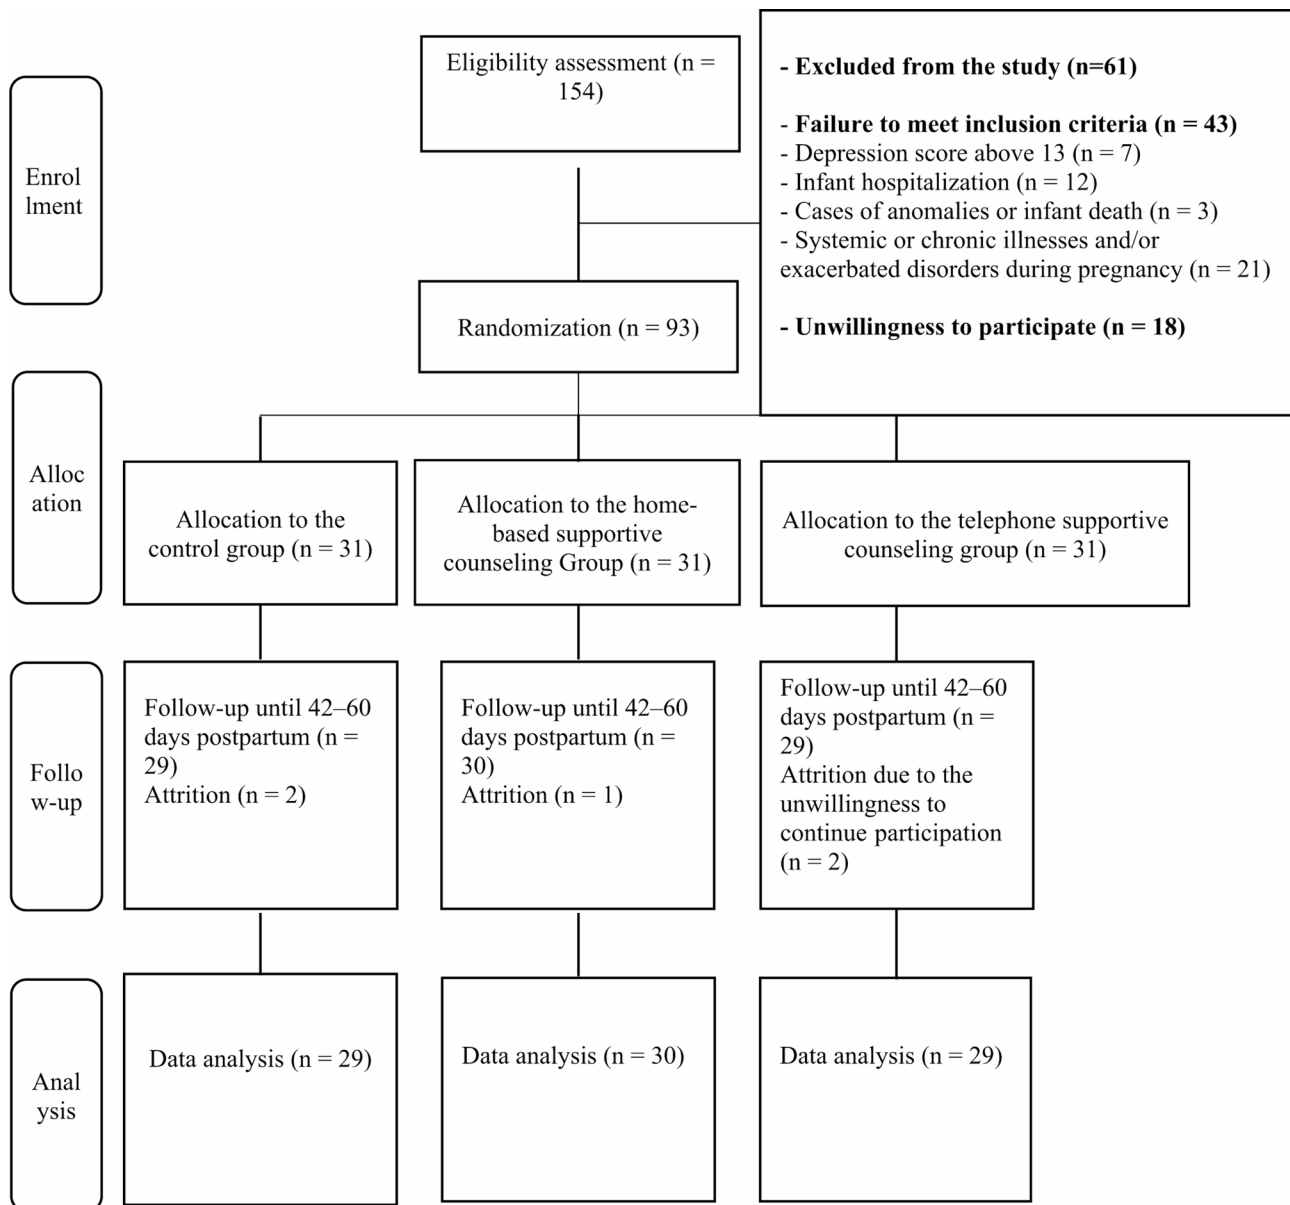 Enrol
lment
Eligibility assessment (n =
154)
- Excluded from the study (n=61)
- Failure to meet inclusion criteria (n = 43)
- Depression score above 13 (n = 7)
- Infant hospitalization (n = 12)
- Cases of anomalies or infant death (n = 3)
- Systemic or chronic illnesses and/or
exacerbated disorders during pregnancy (n = 21)
- Unwillingness to participate (n = 18)
Randomization (n = 93)
Alloc
ation
Allocation to the
control group (n = 31)
Allocation to the home-
based supportive
counseling Group (n = 31)
Allocation to the telephone supportive
counseling group (n = 31)
Follo
w-up
Follow-up until 42–60
days postpartum (n =
29)
Attrition (n = 2)
Follow-up until 42–60
days postpartum (n =
30)
Attrition (n = 1)
Follow-up until 42–60
days postpartum (n =
29)
Attrition due to the
unwillingness to
continue participation
(n = 2)
Anal
ysis
Data analysis (n = 29)
Data analysis (n = 30)
Data analysis (n = 29)